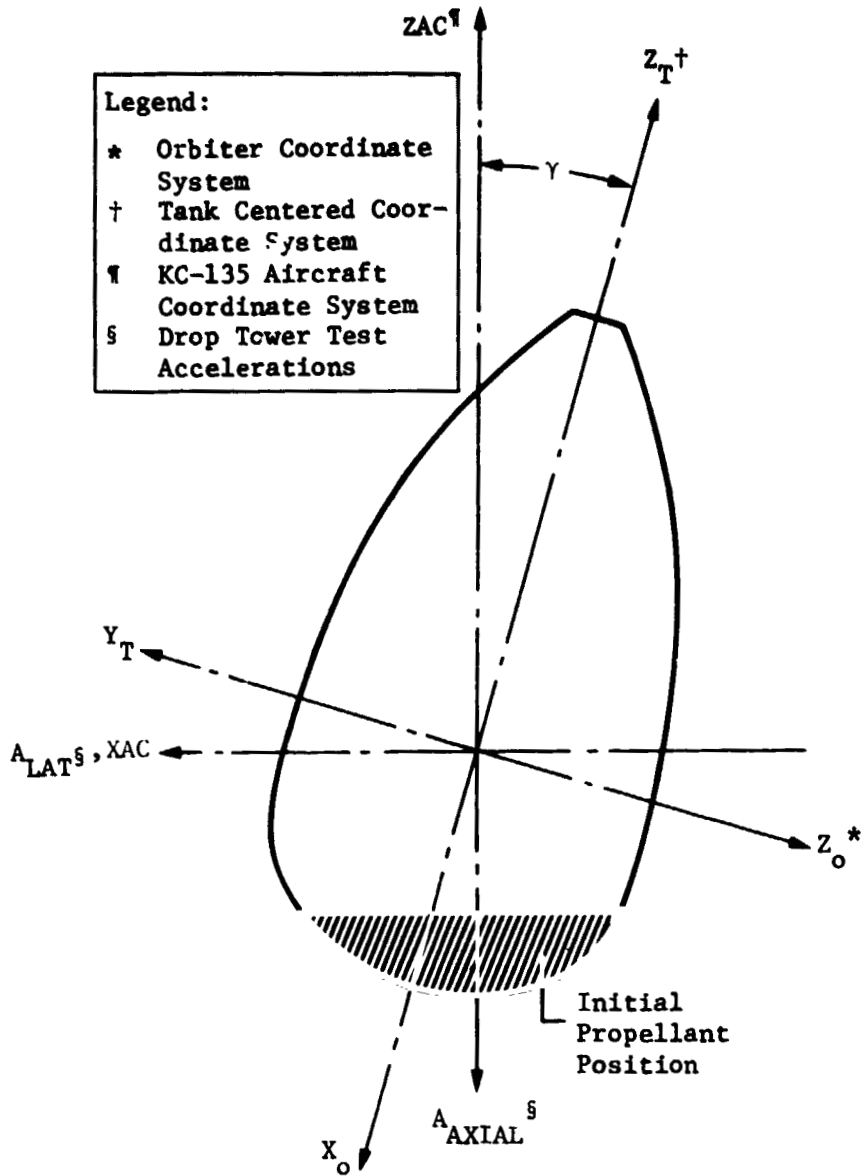 ZAC¶
Z_T†
Legend:
* Orbiter Coordinate
System
† Tank Centered Coor-
dinate System
¶ KC-135 Aircraft
Coordinate System
§ Drop Tower Test
Accelerations
γ
Y_T
A_LAT§, XAC
Z_o*
Initial
Propellant
Position
A_AXIAL§
X_o